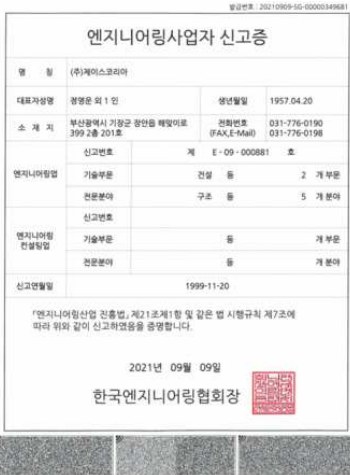 발급번호 : 20210909-SG-00000349681
엔지니어링사업자 신고증
명 칭 (주)제이스코리아
대표자성명 정영운 외 1 인 생년월일 1957.04.20
소 재 지 부산광역시 기장군 장안읍 해맞이로 399 2층 201호 전화번호 (FAX,E-Mail) 031-776-0190 031-776-0198
엔지니어링업 신고번호 제 E - 09 - 000881 호
기술부문 건설 등 2 개 부문
전문분야 구조 등 5 개 분야
엔지니어링 컨설팅업 신고번호
기술부문 등 개 부문
전문분야 등 개 분야
신고연월일 1999-11-20
「엔지니어링산업 진흥법」 제21조제1항 및 같은 법 시행규칙 제7조에
따라 위와 같이 신고하였음을 증명합니다.
2021년 09월 09일
한국엔지니어링협회장